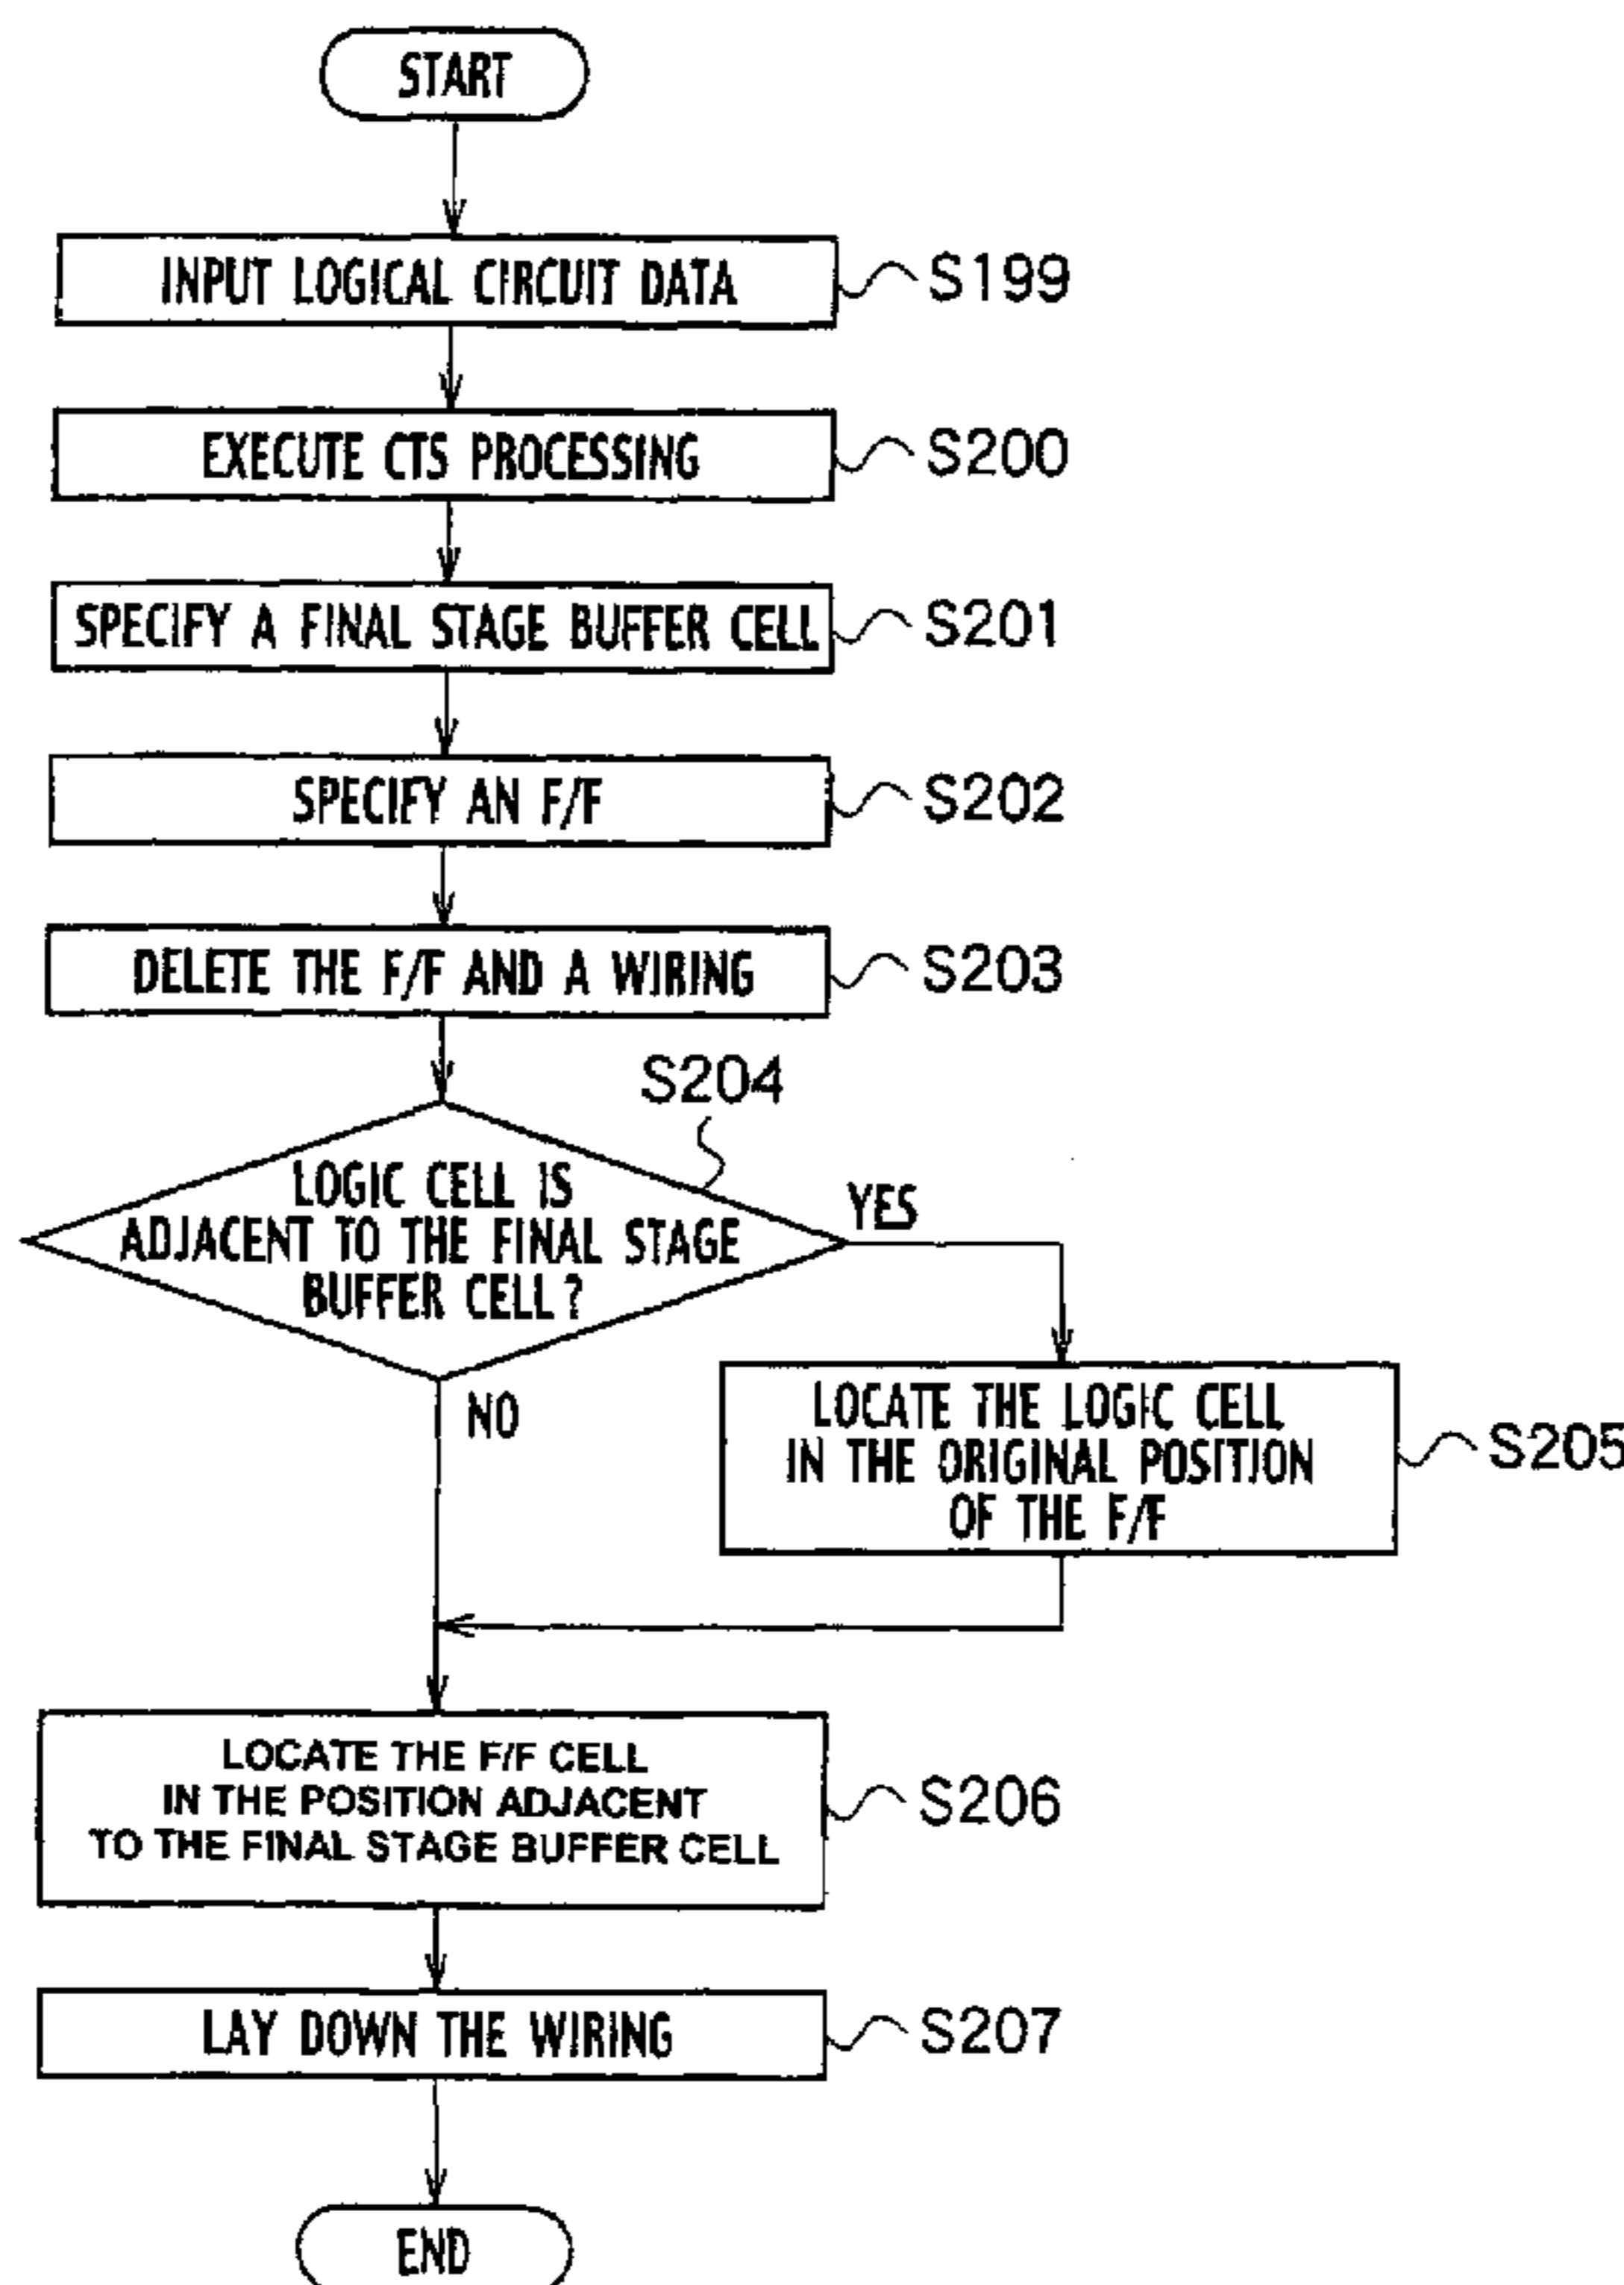 START
INPUT LOGICAL CIRCUIT DATA
S199
EXECUTE CTS PROCESSING
S200
SPECIFY A FINAL STAGE BUFFER CELL
S201
SPECIFY AN F/F
S202
DELETE THE F/F AND A WIRING
S203
S204
LOGIC CELL IS
ADJACENT TO THE FINAL STAGE
BUFFER CELL?
YES
NO
LOCATE THE LOGIC CELL
IN THE ORIGINAL POSITION
OF THE F/F
S205
LOCATE THE F/F CELL
IN THE POSITION ADJACENT
TO THE FINAL STAGE BUFFER CELL
S206
LAY DOWN THE WIRING
S207
END